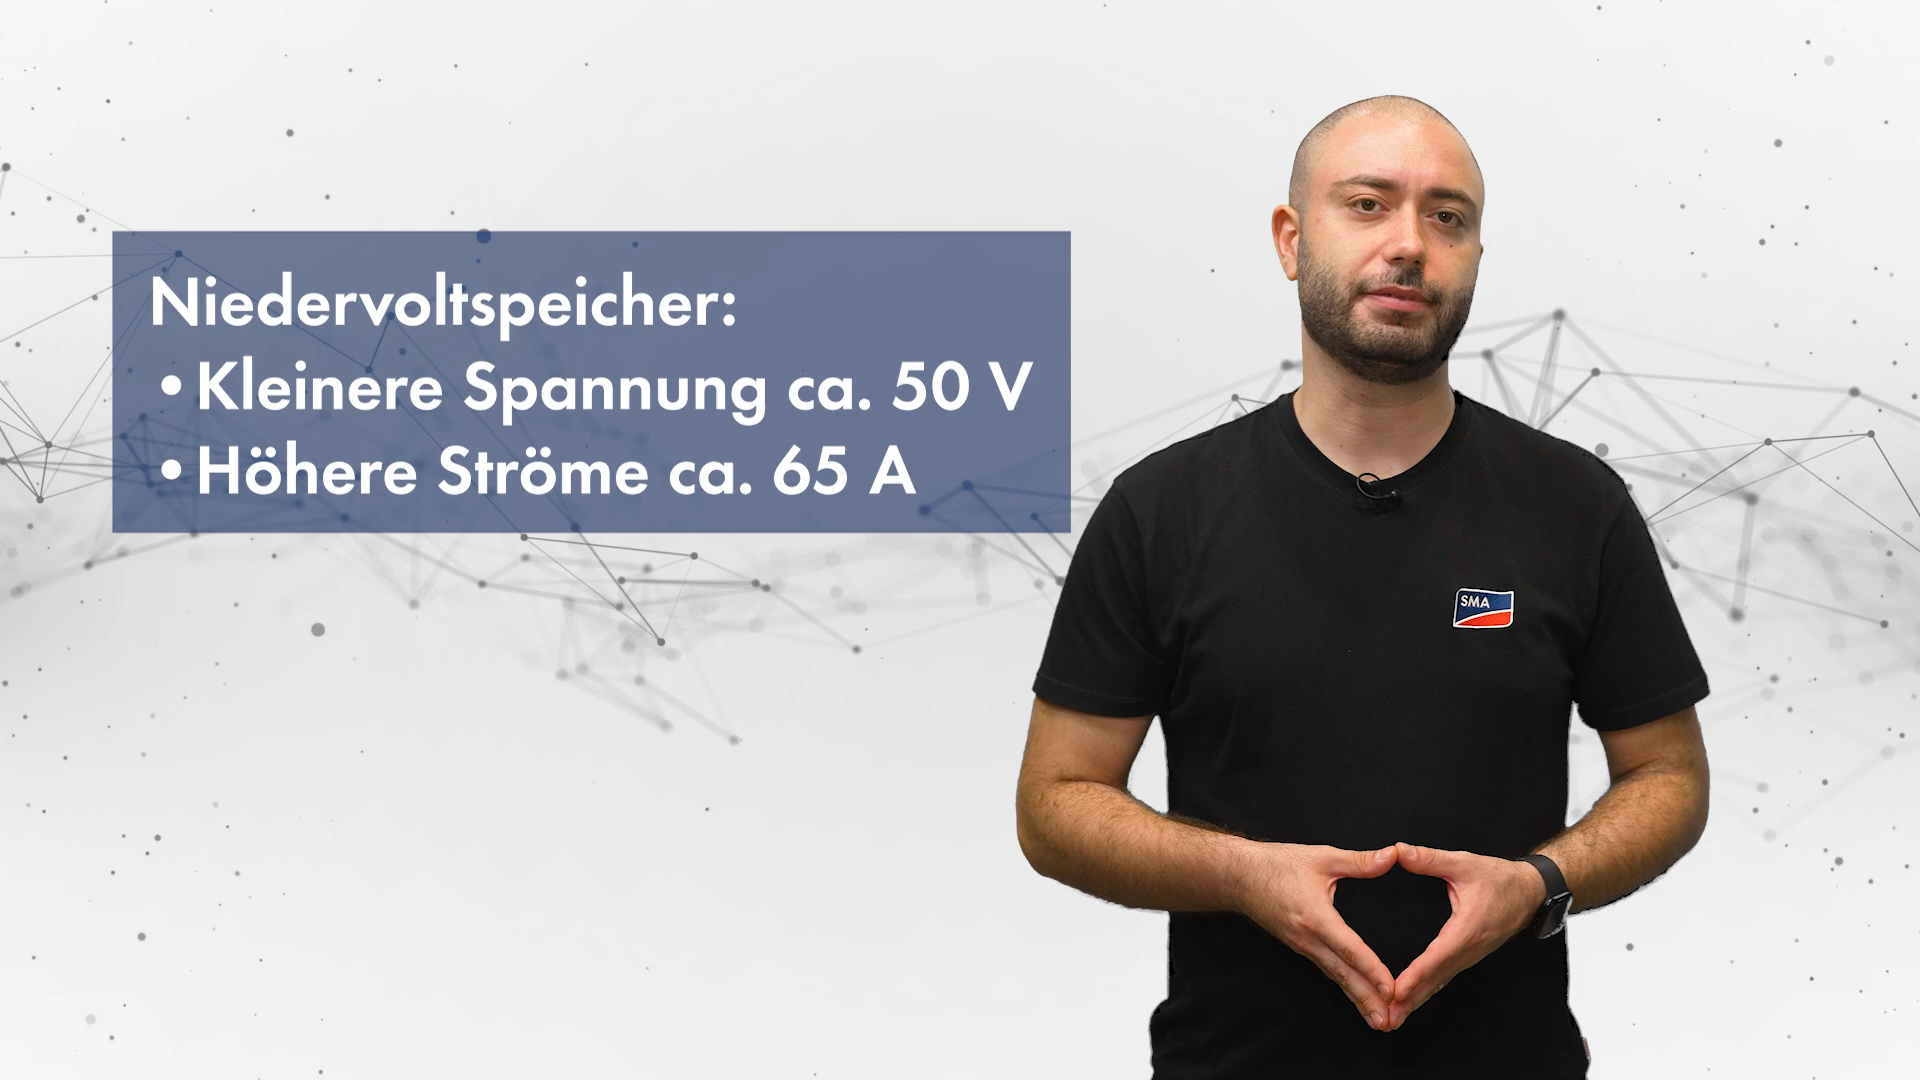 Niedervoltspeicher:
• Kleinere Spannung ca. 50 V
• Höhere Ströme ca. 65 A
SMA